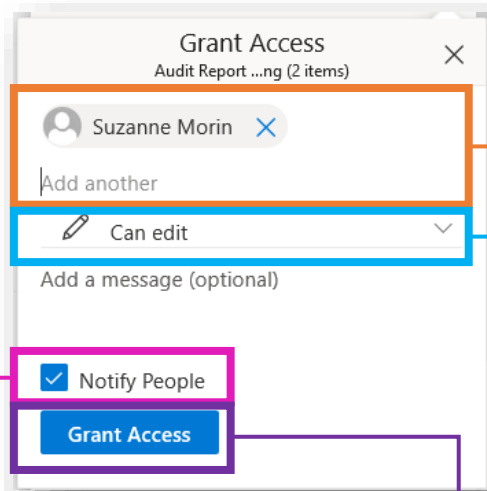 Grant Access
Audit Report ...ng (2 items)
Suzanne Morin
Add another
Can edit
Add a message (optional)
Notify People
Grant Access